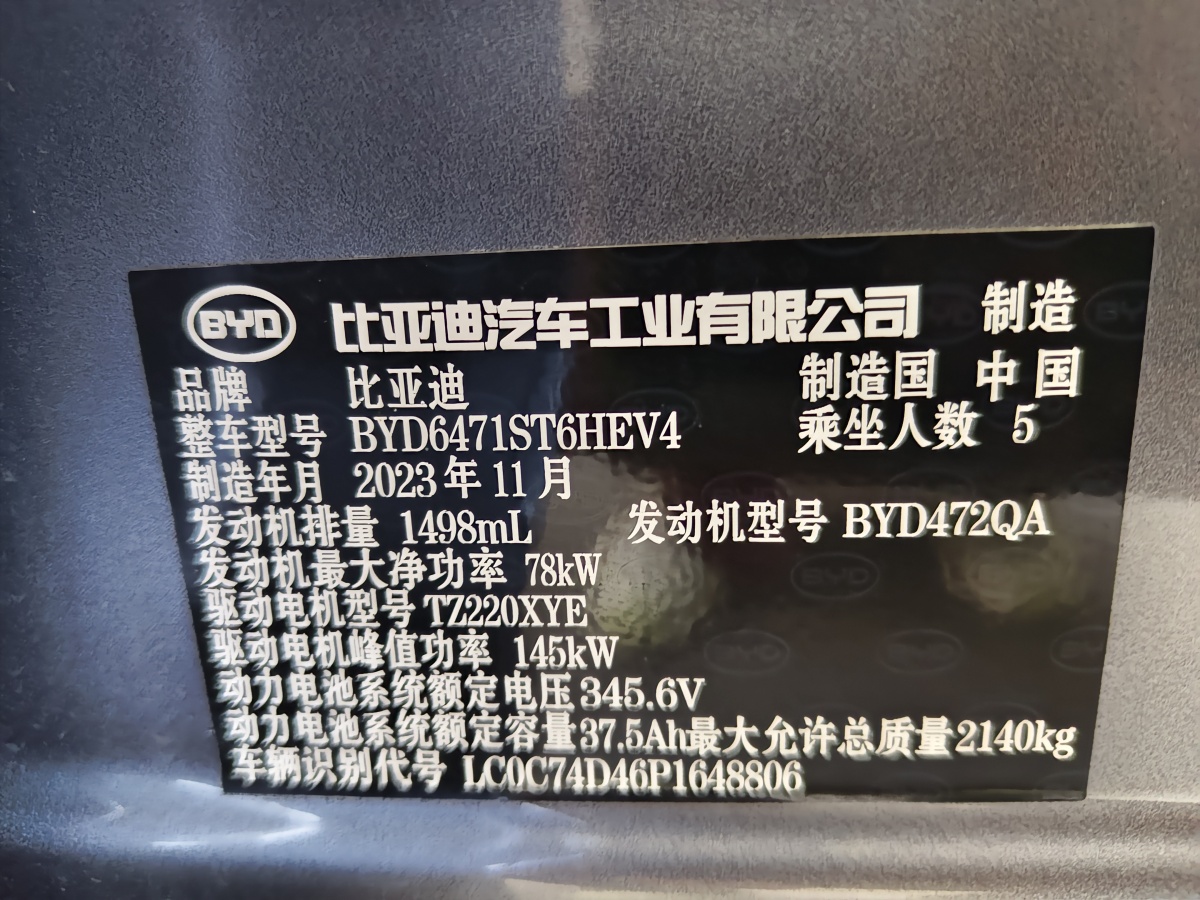 BYD 比亚迪汽车工业有限公司 制造
品牌 比亚迪 制造国 中国
整车型号 BYD6471ST6HEV4 乘坐人数 5
制造年月 2023年11月
发动机排量 1498mL 发动机型号 BYD472QA
发动机最大净功率 78kW
驱动电机型号 TZ220XYE
驱动电机峰值功率 145kW
动力电池系统额定电压 345.6V
动力电池系统额定容量 37.5Ah 最大允许总质量 2140kg
车辆识别代号 LC0C74D46P1648806